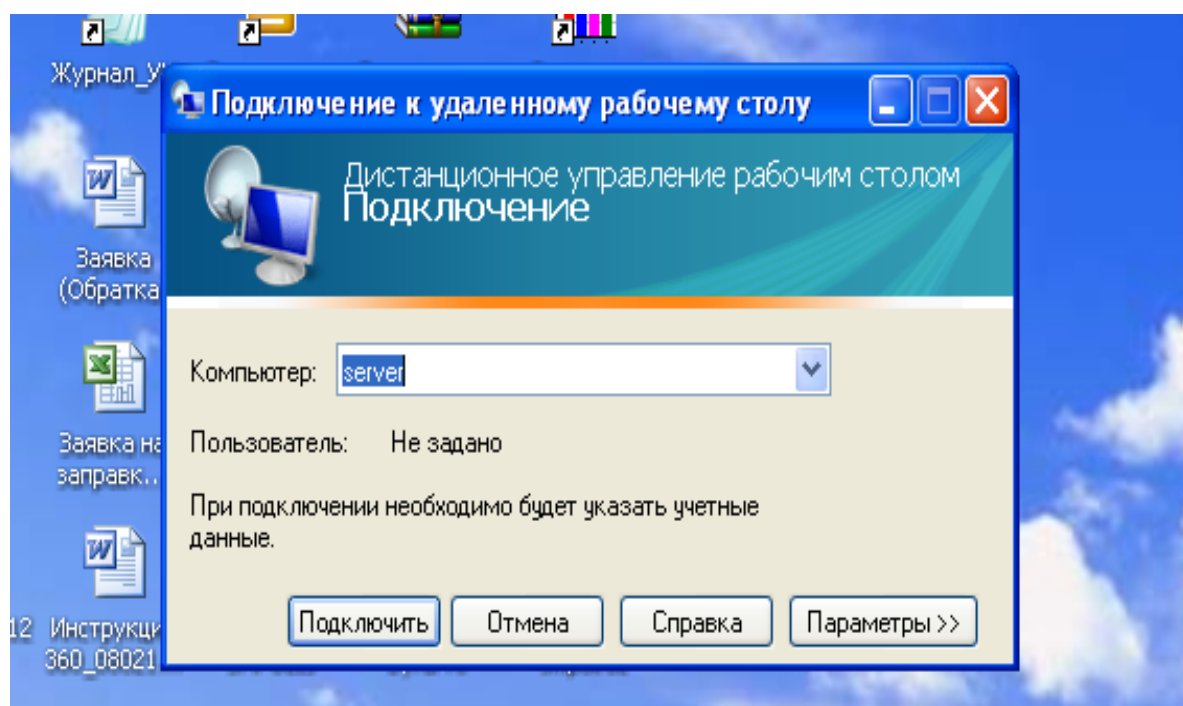 Журнал_У
Подключение к удаленному рабочему столу
Дистанционное управление рабочим столом
Подключение
Заявка
(Обратка
Компьютер: server
Заявка на
заправк...
Пользователь: Не задано
При подключении необходимо будет указать учетные
данные.
Подключить Отмена Справка Параметры >>
12 Инструкци
360_08021